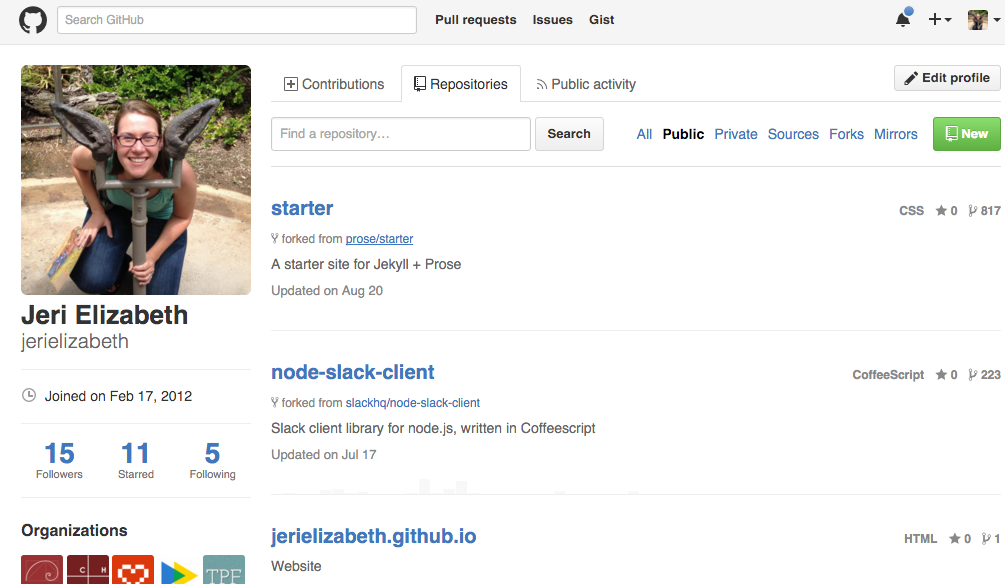 Search GitHub
Pull requests
Issues
Gist
Contributions
Repositories
Public activity
Edit profile
Find a repository…
Search
All
Public
Private
Sources
Forks
Mirrors
New
Jeri Elizabeth
jerielizabeth
Joined on Feb 17, 2012
15
Followers
11
Starred
5
Following
Organizations
C H
TPF
starter
CSS 0 817
forked from prose/starter
A starter site for Jekyll + Prose
Updated on Aug 20
node-slack-client
CoffeeScript 0 223
forked from slackhq/node-slack-client
Slack client library for node.js, written in Coffeescript
Updated on Jul 17
jerielizabeth.github.io
HTML 0 1
Website